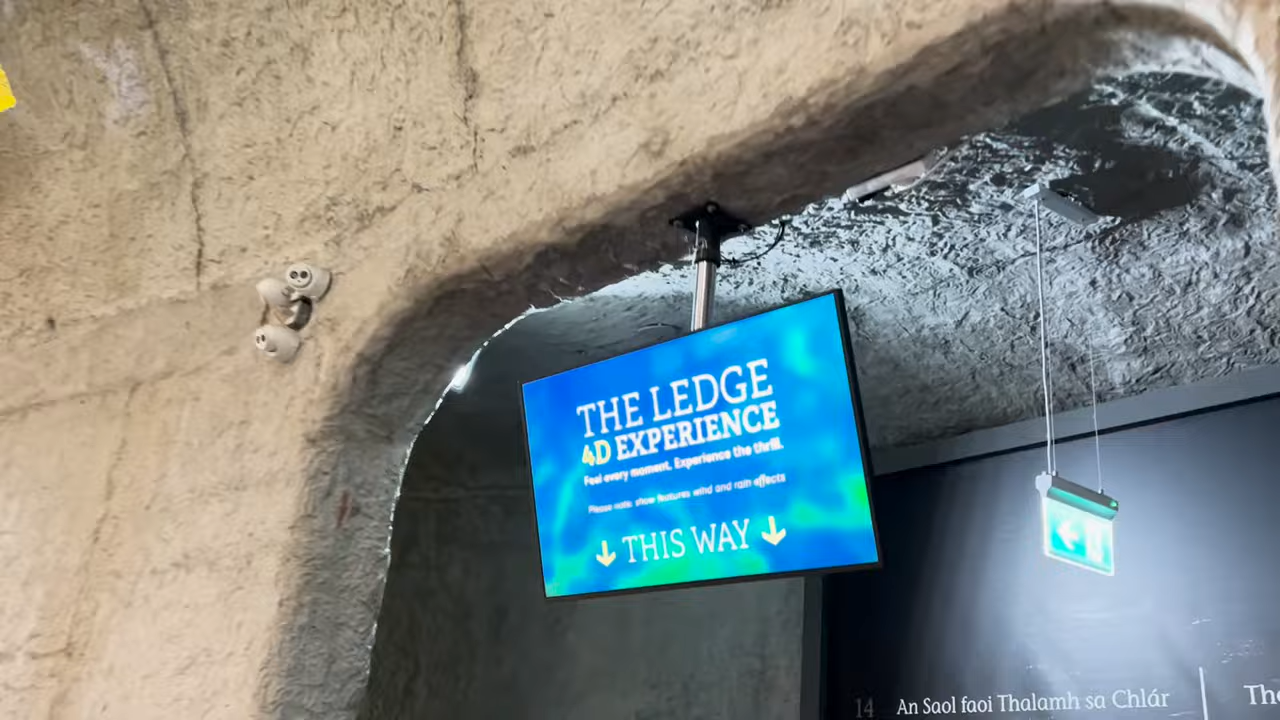 THE LEDGE
4D EXPERIENCE
Feel every moment. Experience the thrill.
Please note: show features wind and rain effects
THIS WAY
14 An Saol faoi Thalamh sa Chlár